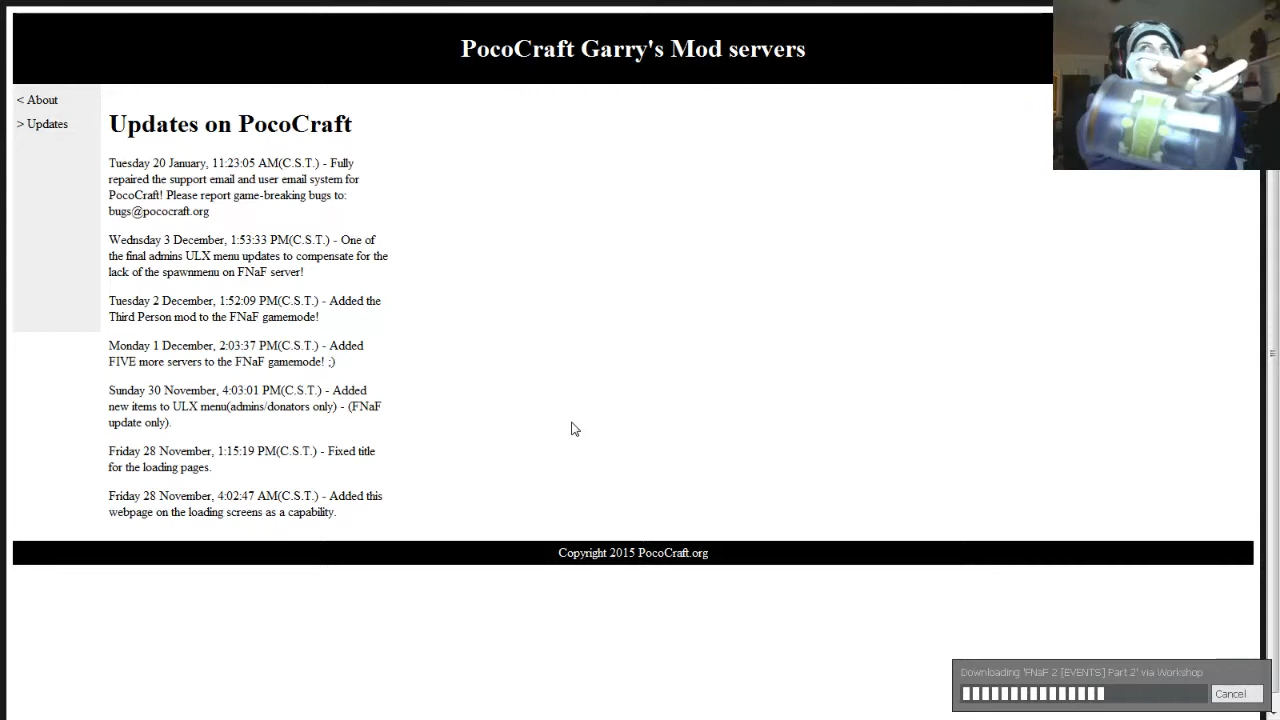 PocoCraft Garry's Mod servers
< About
> Updates
Updates on PocoCraft
Tuesday 20 January, 11:23:05 AM(C.S.T.) - Fully
repaired the support email and user email system for
PocoCraft! Please report game-breaking bugs to:
bugs@pococraft.org
Wednsday 3 December, 1:53:33 PM(C.S.T.) - One of
the final admins ULX menu updates to compensate for the
lack of the spawnmenu on FNaF server!
Tuesday 2 December, 1:52:09 PM(C.S.T.) - Added the
Third Person mod to the FNaF gamemode!
Monday 1 December, 2:03:37 PM(C.S.T.) - Added
FIVE more servers to the FNaF gamemode! ;)
Sunday 30 November, 4:03:01 PM(C.S.T.) - Added
new items to ULX menu(admins/donators only) - (FNaF
update only).
Friday 28 November, 1:15:19 PM(C.S.T.) - Fixed title
for the loading pages.
Friday 28 November, 4:02:47 AM(C.S.T.) - Added this
webpage on the loading screens as a capability.
Copyright 2015 PocoCraft.org
Downloading 'FNaF 2 [EVENTS] Part 2' via Workshop
Cancel